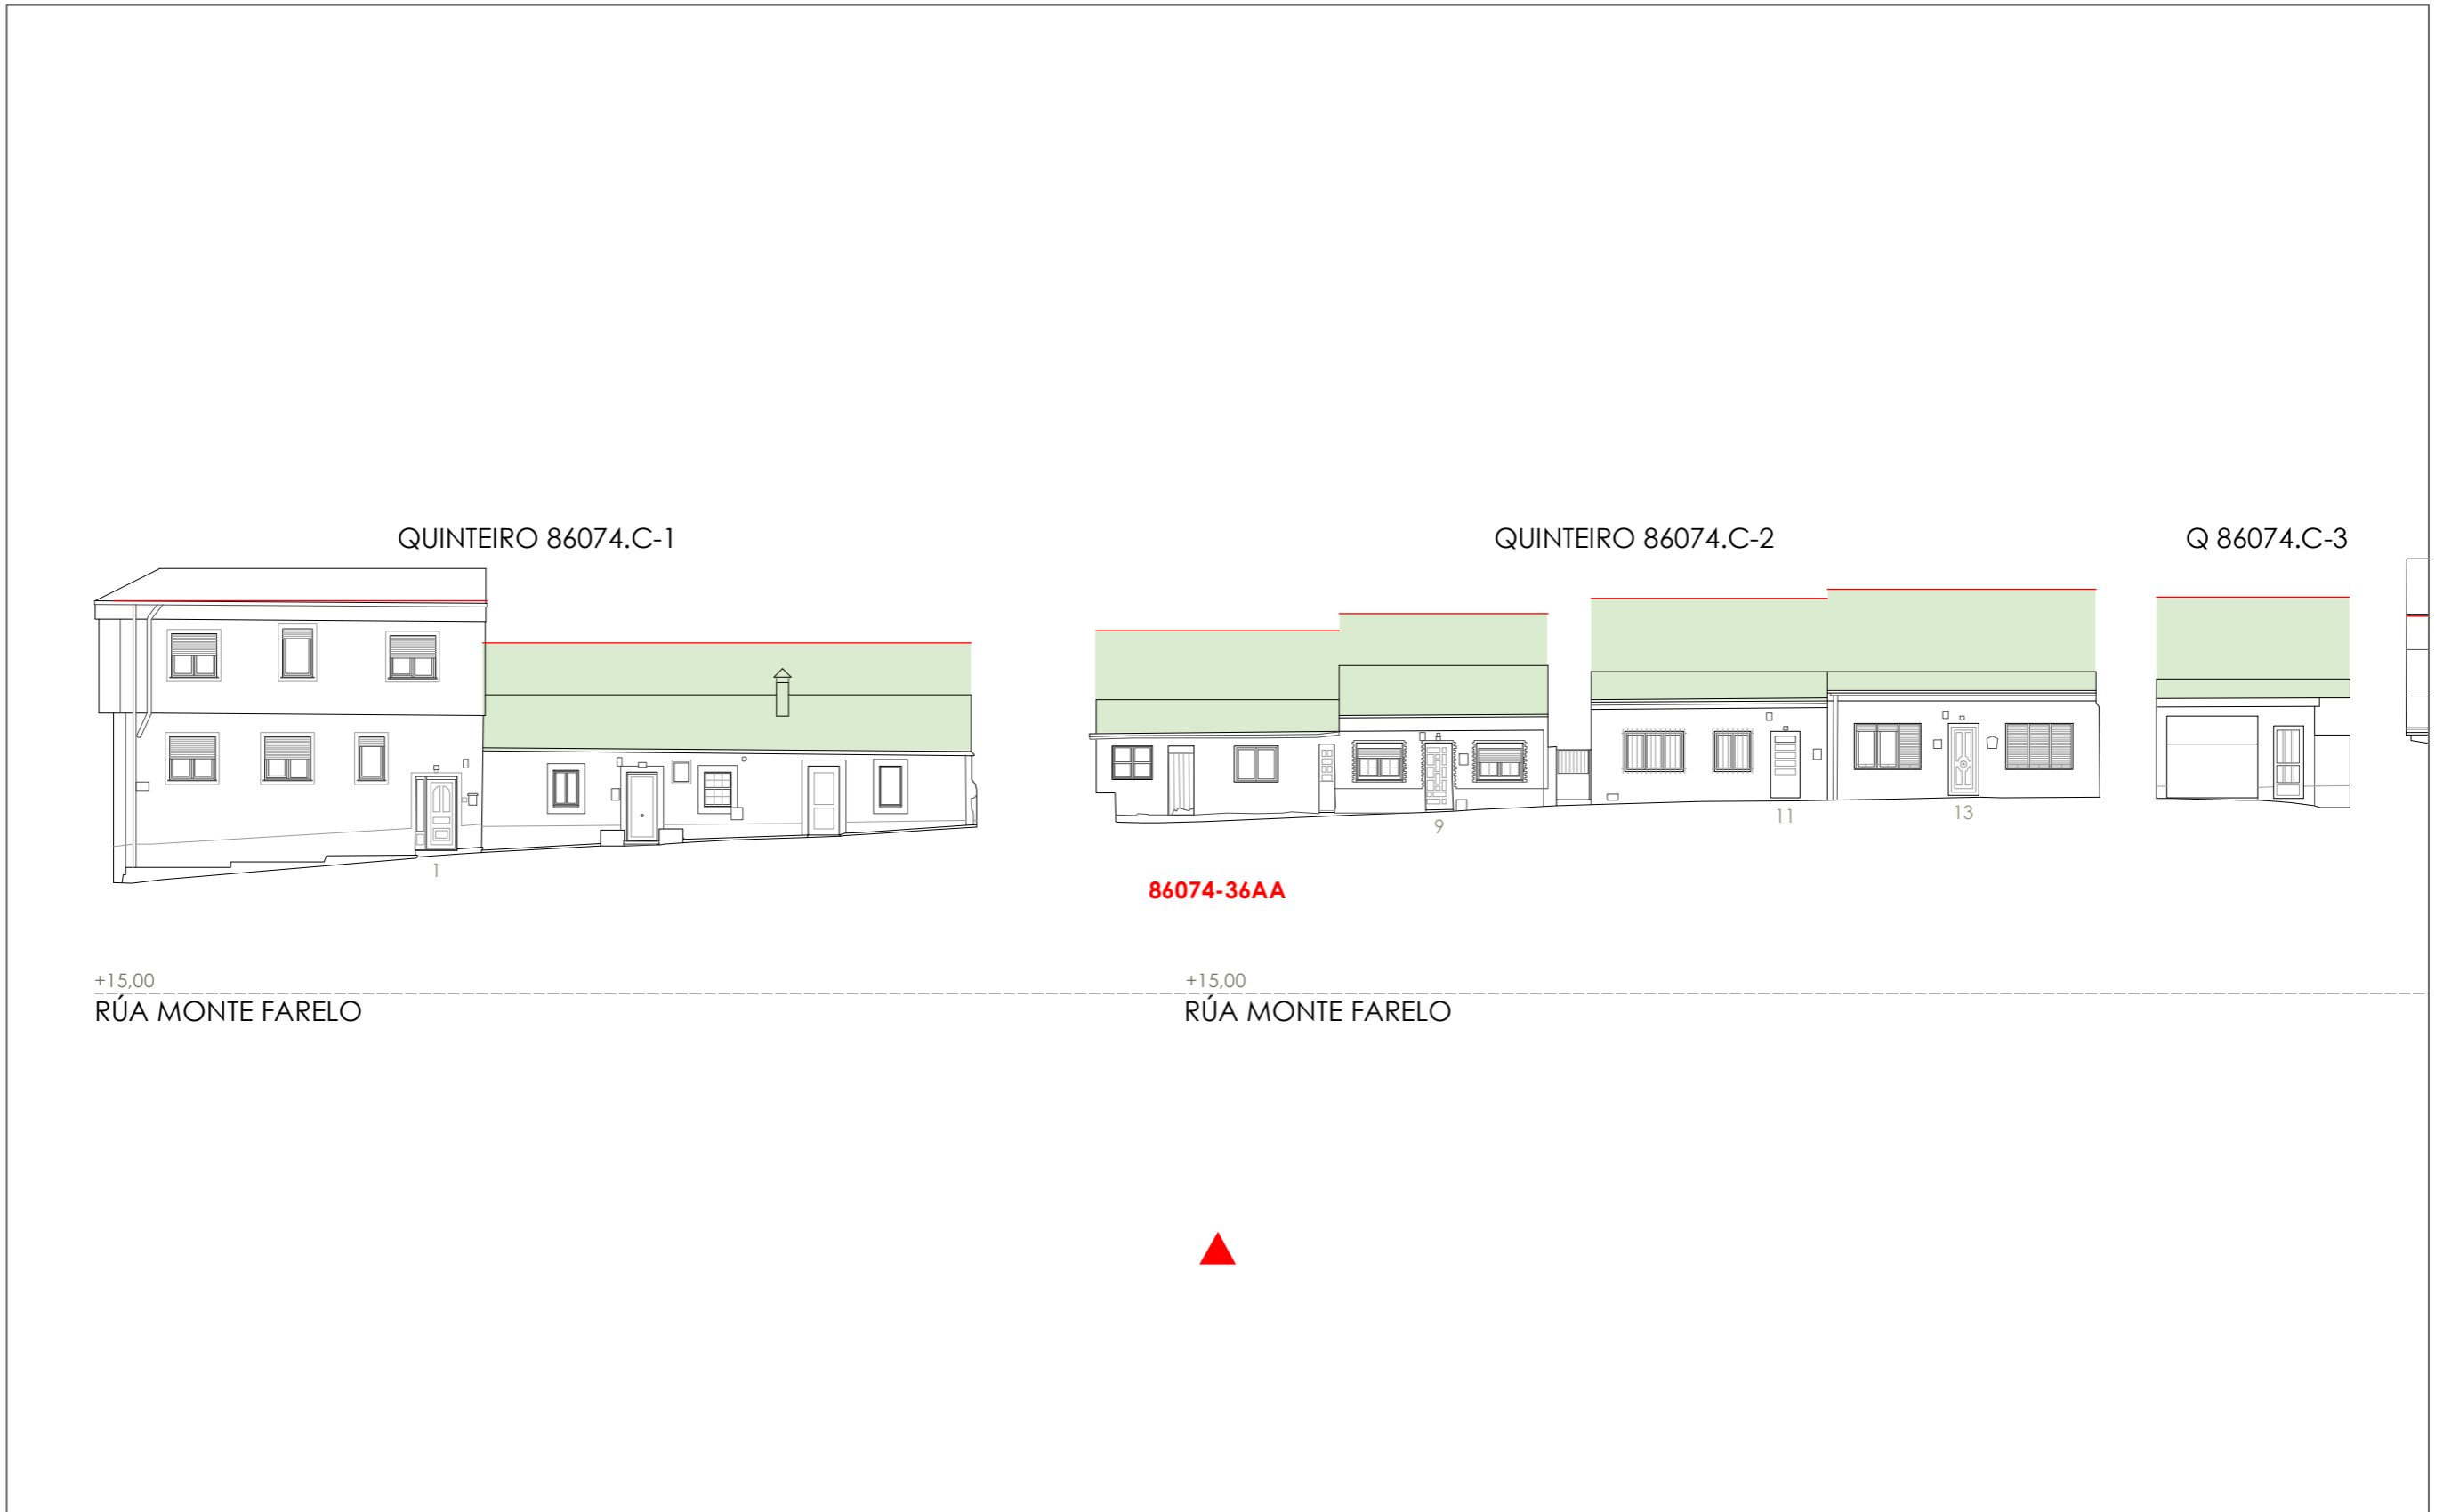 QUINTEIRO 86074.C-1
QUINTEIRO 86074.C-2
Q 86074.C-3
1
9
11
13
86074-36AA
+15,00
+15,00
RÚA MONTE FARELO
RÚA MONTE FARELO